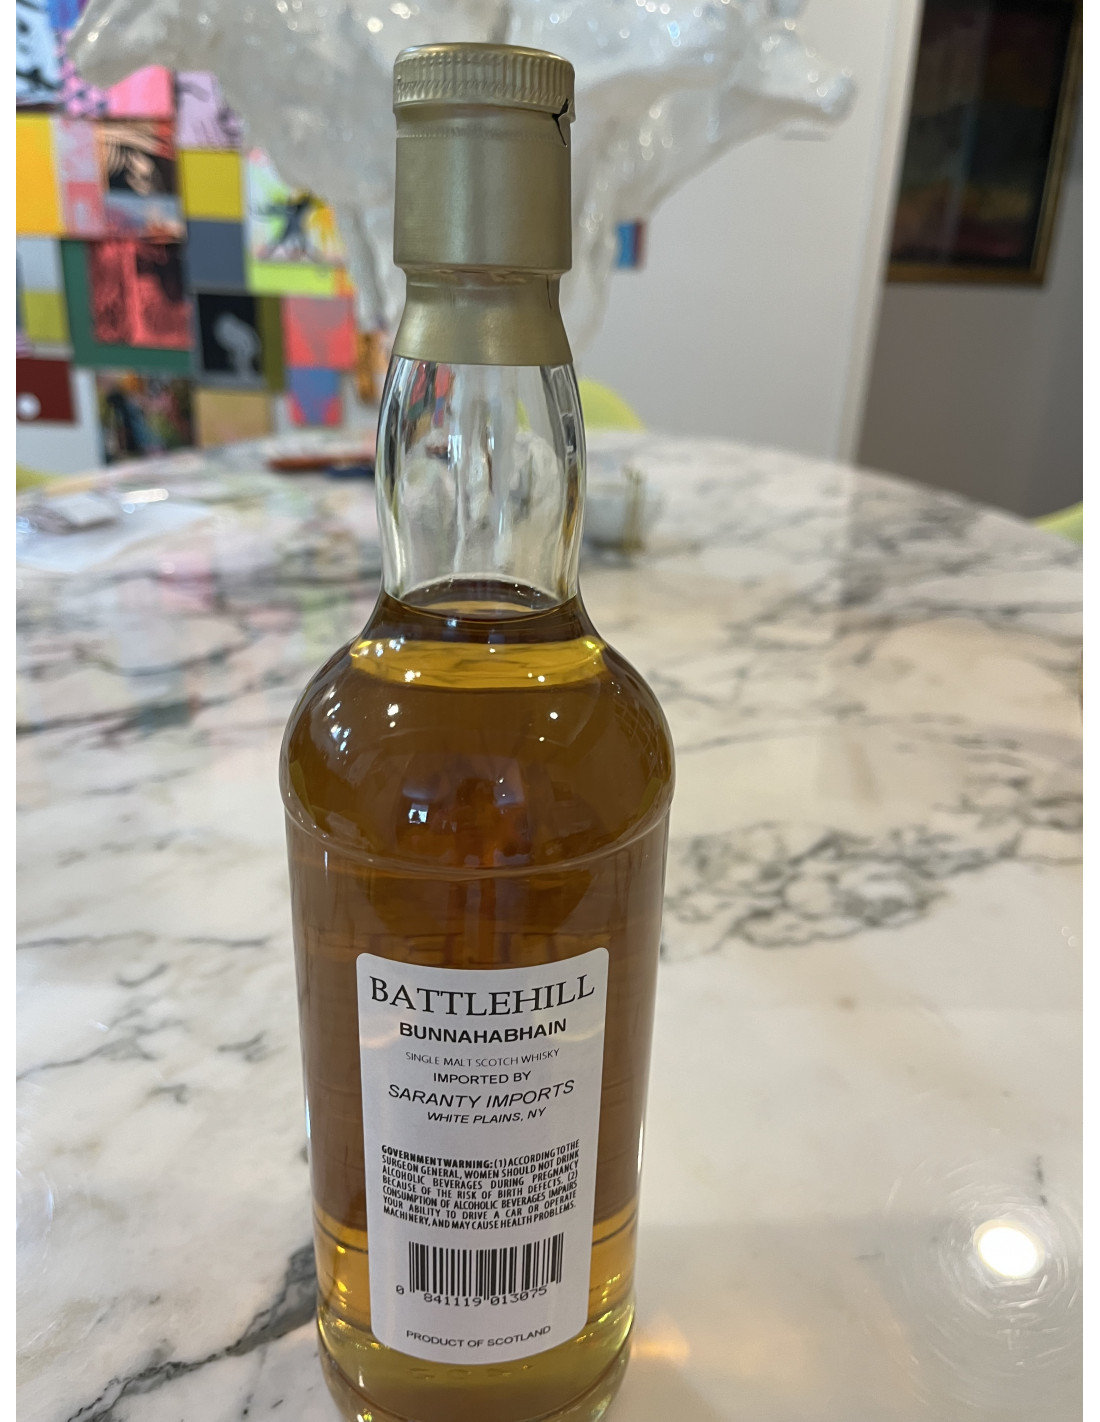 BATTLEHILL
BUNNAHABHAIN
SINGLE MALT SCOTCH WHISKY
IMPORTED BY
SARANTY IMPORTS
WHITE PLAINS, NY
GOVERNMENT WARNING: (1) ACCORDING TO THE
SURGEON GENERAL, WOMEN SHOULD NOT DRINK
ALCOHOLIC BEVERAGES DURING PREGNANCY
BECAUSE OF THE RISK OF BIRTH DEFECTS. (2)
CONSUMPTION OF ALCOHOLIC BEVERAGES IMPAIRS
YOUR ABILITY TO DRIVE A CAR OR OPERATE
MACHINERY, AND MAY CAUSE HEALTH PROBLEMS.
0 841119 013075
PRODUCT OF SCOTLAND